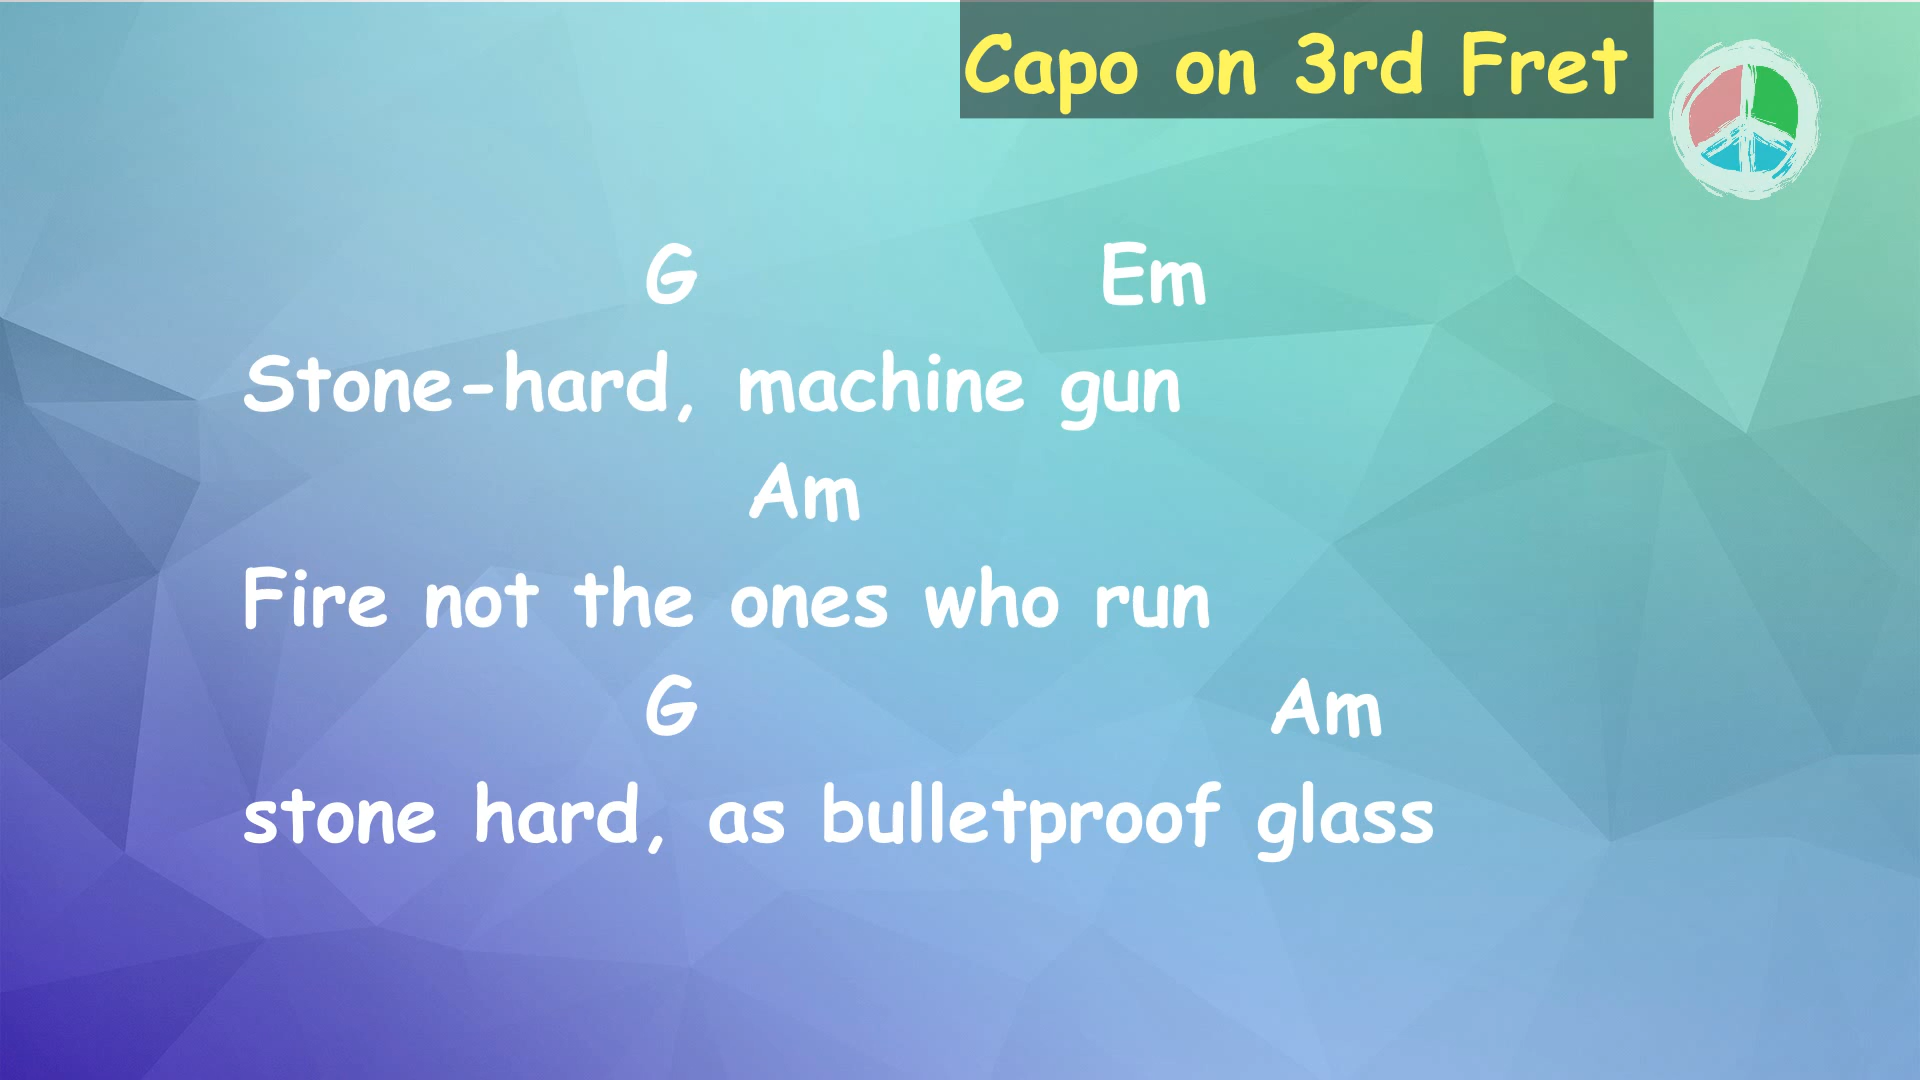 Capo on 3rd Fret
G Em
Stone-hard, machine gun
Am
Fire not the ones who run
G Am
stone hard, as bulletproof glass